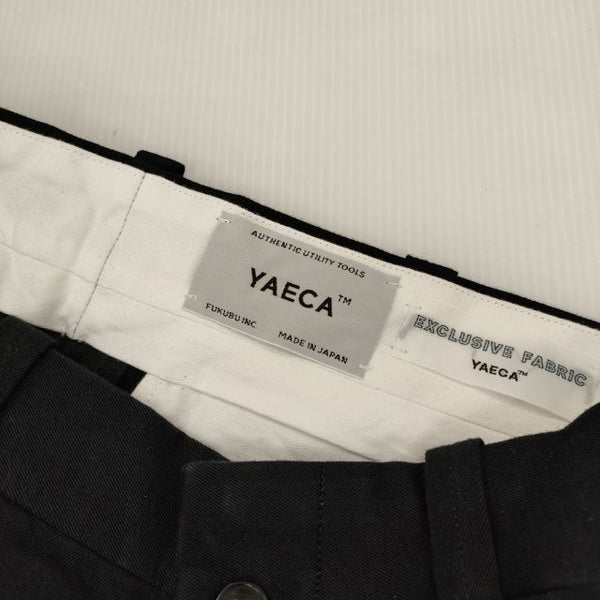 AUTHENTIC UTILITY TOOLS
YAECA™
FUKUBU INC.
MADE IN JAPAN
EXCLUSIVE FABRIC
YAECA™